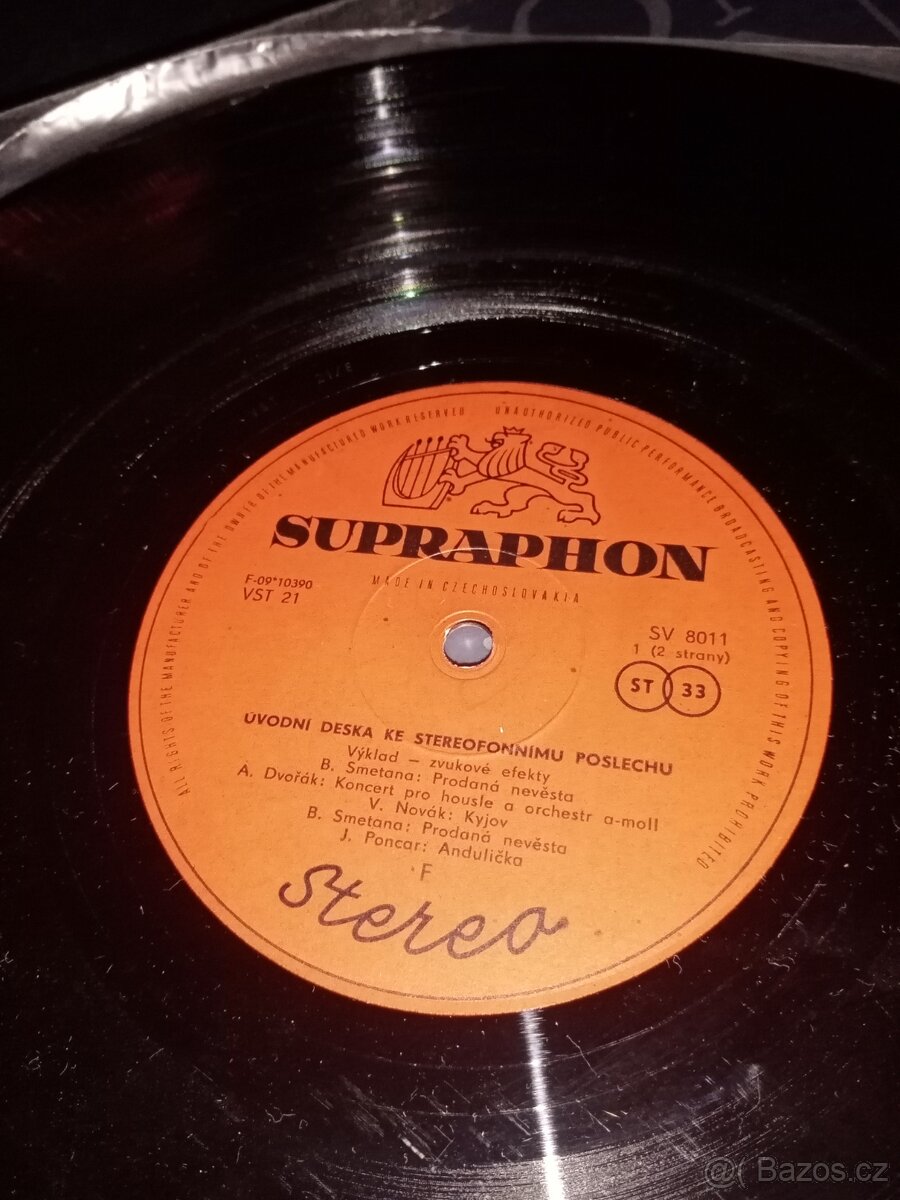 ALL RIGHTS OF THE MANUFACTURER AND OF THE OWNER OF THE MANUFACTURED WORK RESERVED UNAUTHORIZED PUBLIC PERFORMANCE BROADCASTING AND COPYING OF THIS WORK PROHIBITED
SUPRAPHON
MADE IN CZECHOSLOVAKIA
F-09*10390
VST 21
SV 8011
1 (2 strany)
ST 33
ÚVODNÍ DESKA KE STEREOFONNÍMU POSLECHU
Výklad – zvukové efekty
B. Smetana: Prodaná nevěsta
A. Dvořák: Koncert pro housle a orchestr a-moll
V. Novák: Kyjov
B. Smetana: Prodaná nevěsta
J. Poncar: Andulička
F
stereo
@( Bazos.cz